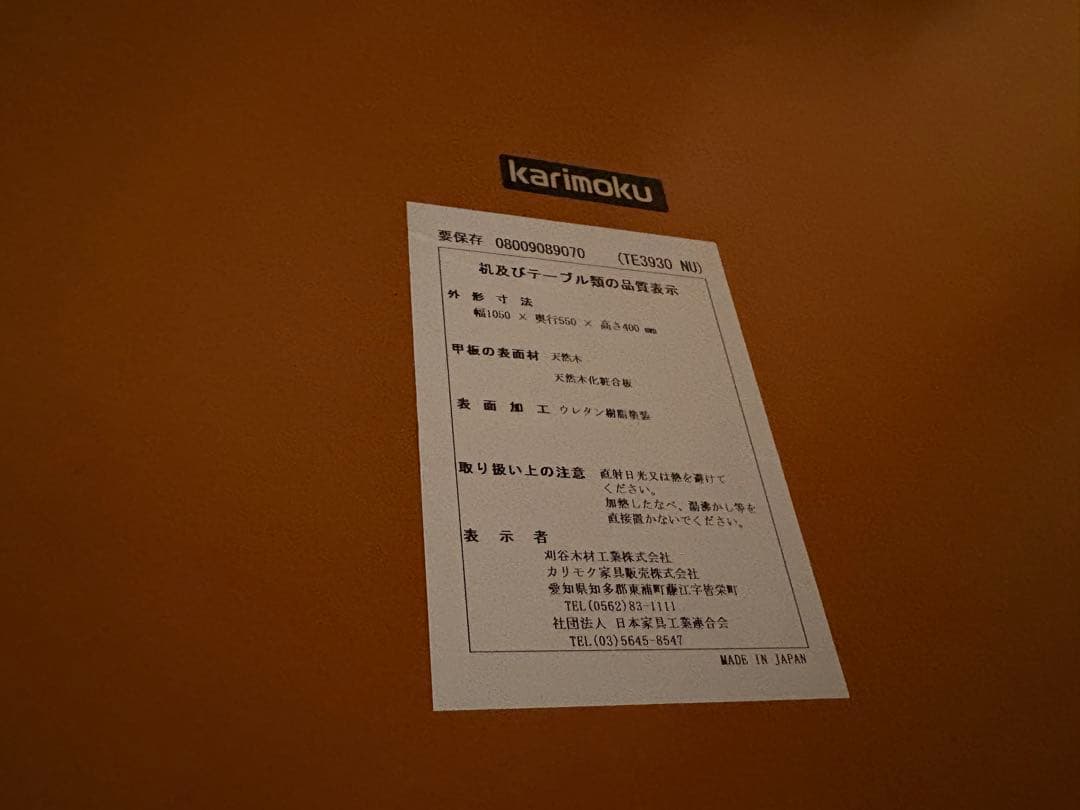 karimoku
要保存 08009089070 (TE3930 NU)
机及びテーブル類の品質表示
外形寸法
幅1050 × 奥行550 × 高さ400 mm
甲板の表面材 天然木
天然木化粧合板
表面加工 ウレタン樹脂塗装
取り扱い上の注意 直射日光又は熱を避けて
ください。
加熱したなべ、湯沸かし等を
直接置かないでください。
表示者
刈谷木材工業株式会社
カリモク家具販売株式会社
愛知県知多郡東浦町藤江字皆栄町
TEL(0562)83-1111
社団法人 日本家具工業連合会
TEL(03)5645-8547
MADE IN JAPAN